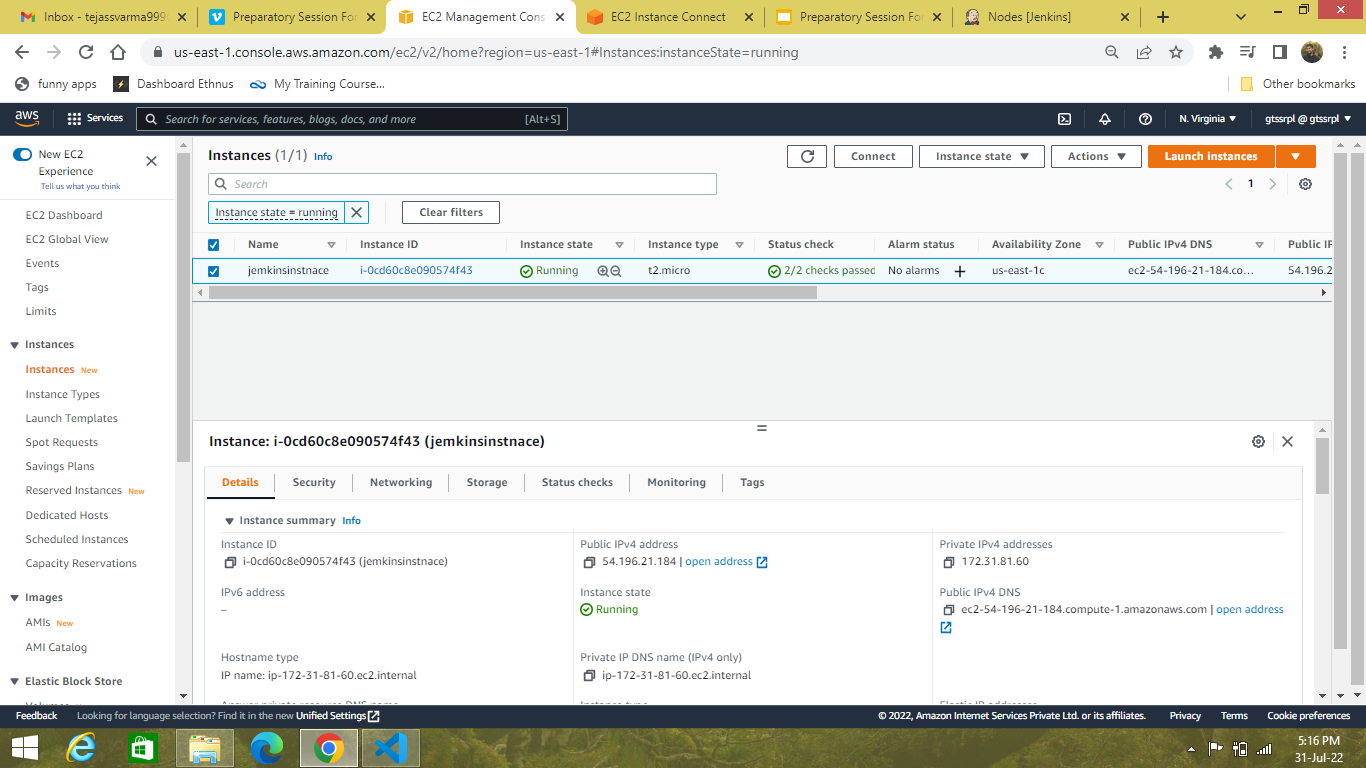 Inbox - tejassvarma999
Preparatory Session For
EC2 Management Cons
EC2 Instance Connect
Preparatory Session For
Nodes [Jenkins]
us-east-1.console.aws.amazon.com/ec2/v2/home?region=us-east-1#Instances:instanceState=running
funny apps
Dashboard Ethnus
My Training Course...
Other bookmarks
aws
Services
Search for services, features, blogs, docs, and more
[Alt+S]
N. Virginia
gtssrpl @ gtssrpl
New EC2
Experience
Tell us what you think
EC2 Dashboard
EC2 Global View
Events
Tags
Limits
Instances
Instances New
Instance Types
Launch Templates
Spot Requests
Savings Plans
Reserved Instances New
Dedicated Hosts
Scheduled Instances
Capacity Reservations
Images
AMIs New
AMI Catalog
Elastic Block Store
Instances (1/1) Info
Connect
Instance state
Actions
Launch instances
Search
1
Instance state = running
Clear filters
Name Instance ID Instance state Instance type Status check Alarm status Availability Zone Public IPv4 DNS Public IP
jemkinsinstnace i-0cd60c8e090574f43 Running t2.micro 2/2 checks passed No alarms + us-east-1c ec2-54-196-21-184.co... 54.196.2
Instance: i-0cd60c8e090574f43 (jemkinsinstnace)
Details Security Networking Storage Status checks Monitoring Tags
Instance summary Info
Instance ID
i-0cd60c8e090574f43 (jemkinsinstnace)
Public IPv4 address
54.196.21.184 | open address
Private IPv4 addresses
172.31.81.60
IPv6 address
–
Instance state
Running
Public IPv4 DNS
ec2-54-196-21-184.compute-1.amazonaws.com | open address
Hostname type
IP name: ip-172-31-81-60.ec2.internal
Private IP DNS name (IPv4 only)
ip-172-31-81-60.ec2.internal
Feedback
Looking for language selection? Find it in the new Unified Settings
© 2022, Amazon Internet Services Private Ltd. or its affiliates.
Privacy
Terms
Cookie preferences
5:16 PM
31-Jul-22